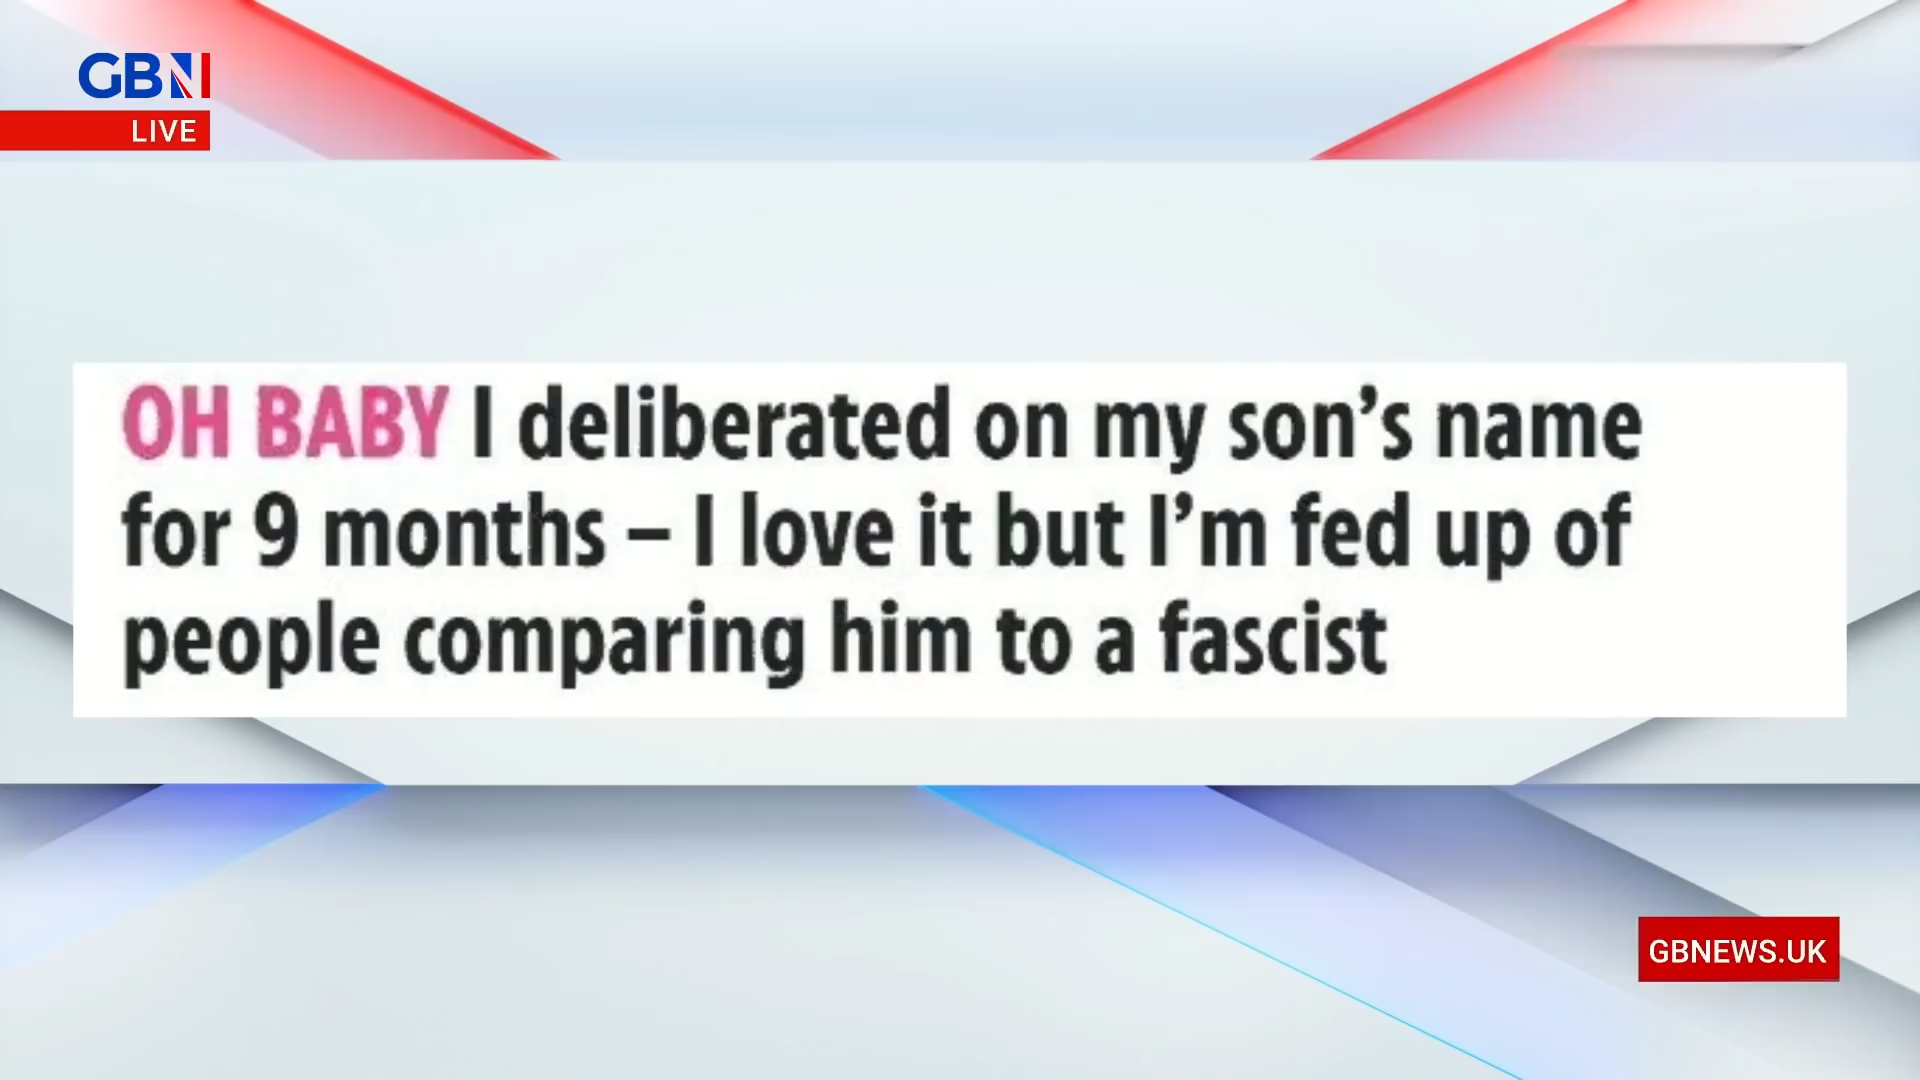 GBN
LIVE
OH BABY I deliberated on my son’s name
for 9 months – I love it but I’m fed up of
people comparing him to a fascist
GBNEWS.UK